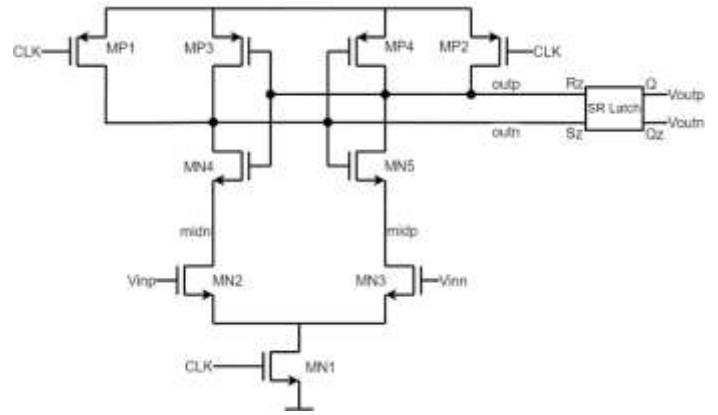 CLK MP1 MP3 MP4 MP2 CLK
outp Rz Q Voutp
SR Latch
outn Sz Qz Voutn
MN4 MN5
midn midp
Vinp MN2 MN3 Vinn
CLK MN1